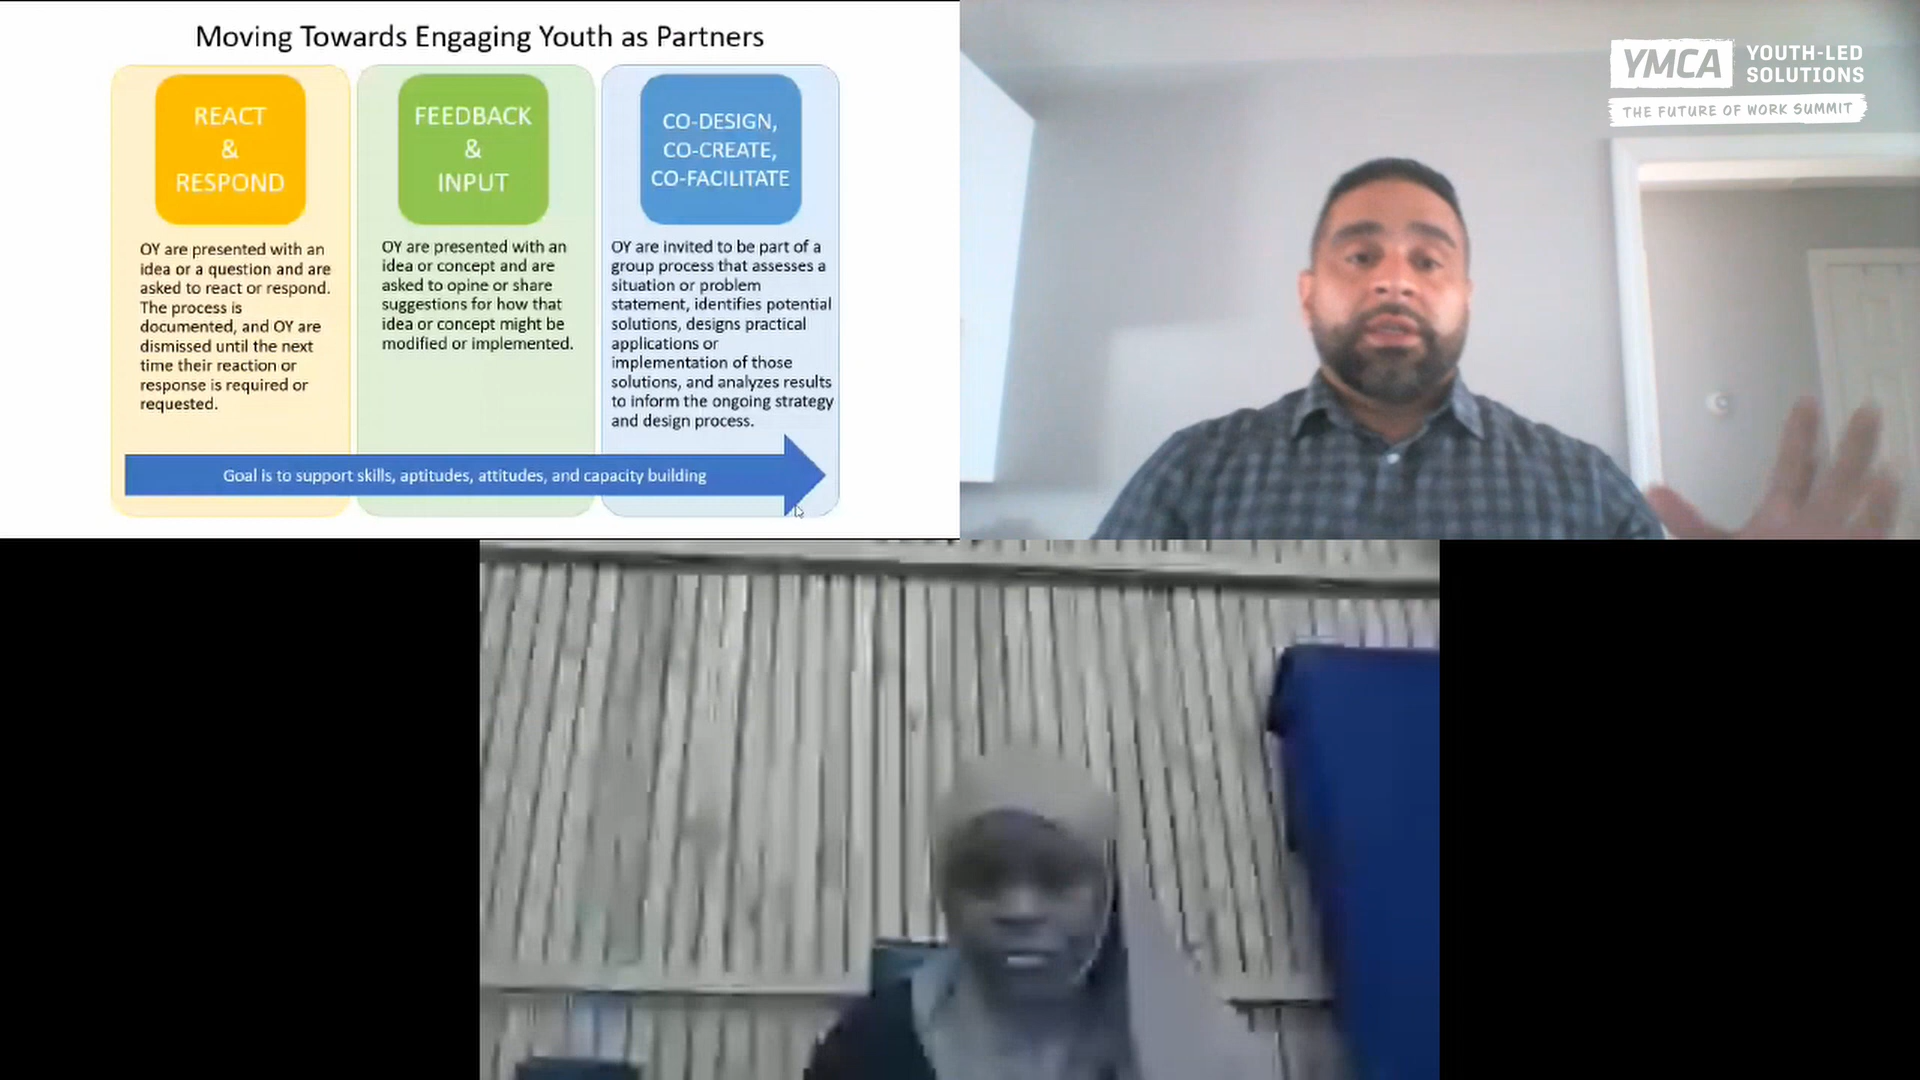 Moving Towards Engaging Youth as Partners
REACT
&
RESPOND
OY are presented with an
idea or a question and are
asked to react or respond.
The process is
documented, and OY are
dismissed until the next
time their reaction or
response is required or
requested.
FEEDBACK
&
INPUT
OY are presented with an
idea or concept and are
asked to opine or share
suggestions for how that
idea or concept might be
modified or implemented.
CO-DESIGN,
CO-CREATE,
CO-FACILITATE
OY are invited to be part of a
group process that assesses a
situation or problem
statement, identifies potential
solutions, designs practical
applications or
implementation of those
solutions, and analyzes results
to inform the ongoing strategy
and design process.
Goal is to support skills, aptitudes, attitudes, and capacity building
YMCA YOUTH-LED
SOLUTIONS
THE FUTURE OF WORK SUMMIT